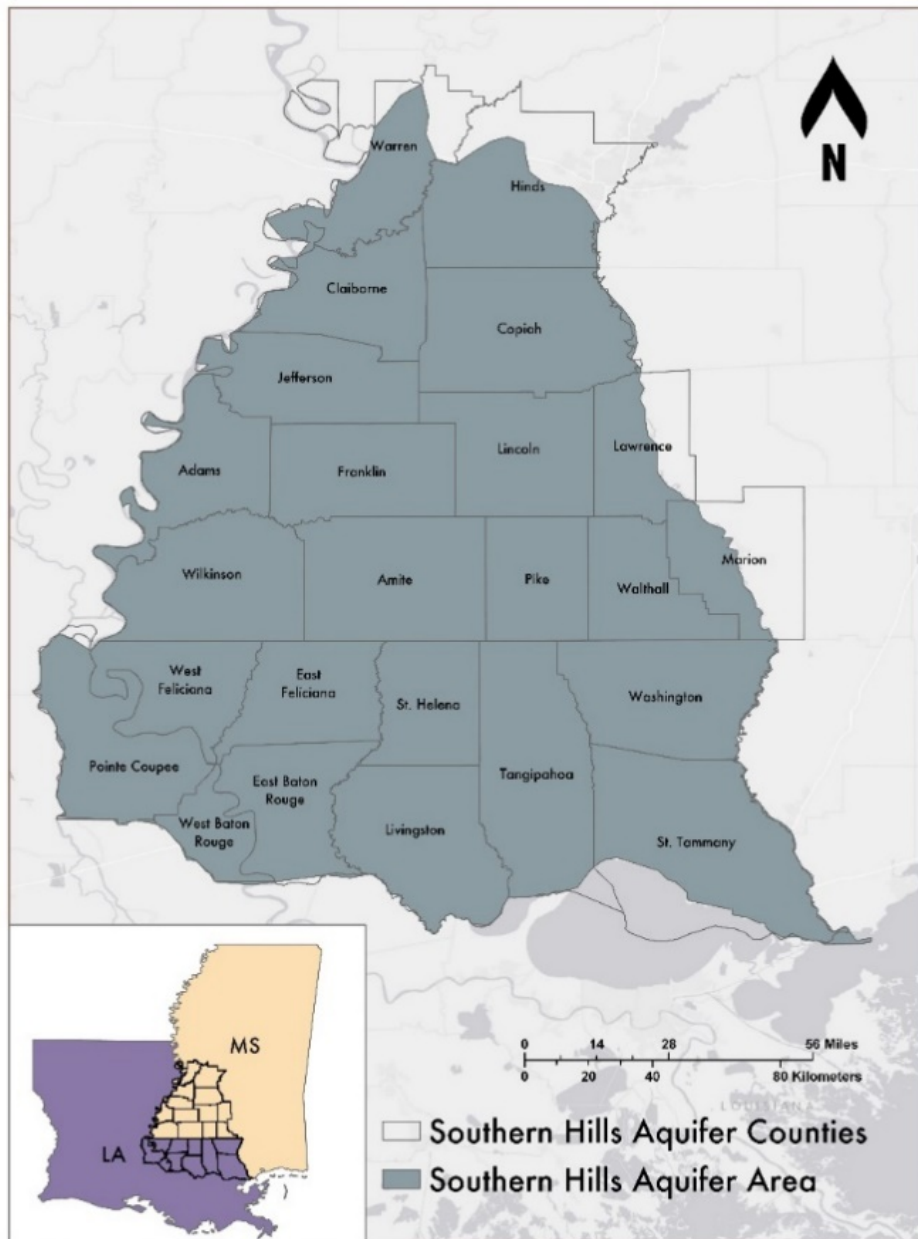 N
Warren
Hinds
Claiborne
Copiah
Jefferson
Lincoln
Lawrence
Adams
Franklin
Marion
Wilkinson
Amite
Pike
Walthall
West
Feliciana
East
Feliciana
St. Helena
Washington
Pointe Coupee
Tangipahoa
East Baton
Rouge
West Baton
Rouge
Livingston
St. Tammany
MS
LA
0 14 28 56 Miles
0 20 40 80 Kilometers
LOUISIANA
Southern Hills Aquifer Counties
Southern Hills Aquifer Area